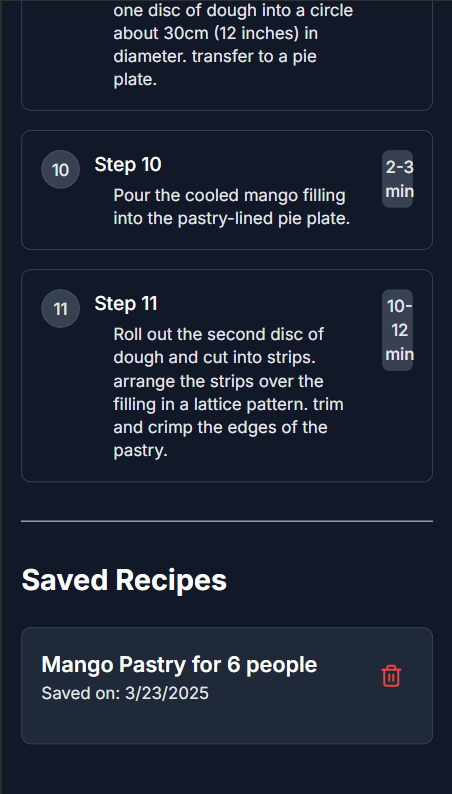 one disc of dough into a circle
about 30cm (12 inches) in
diameter. transfer to a pie
plate.
10
Step 10
2-3
min
Pour the cooled mango filling
into the pastry-lined pie plate.
11
Step 11
10-
12
min
Roll out the second disc of
dough and cut into strips.
arrange the strips over the
filling in a lattice pattern. trim
and crimp the edges of the
pastry.
Saved Recipes
Mango Pastry for 6 people
Saved on: 3/23/2025